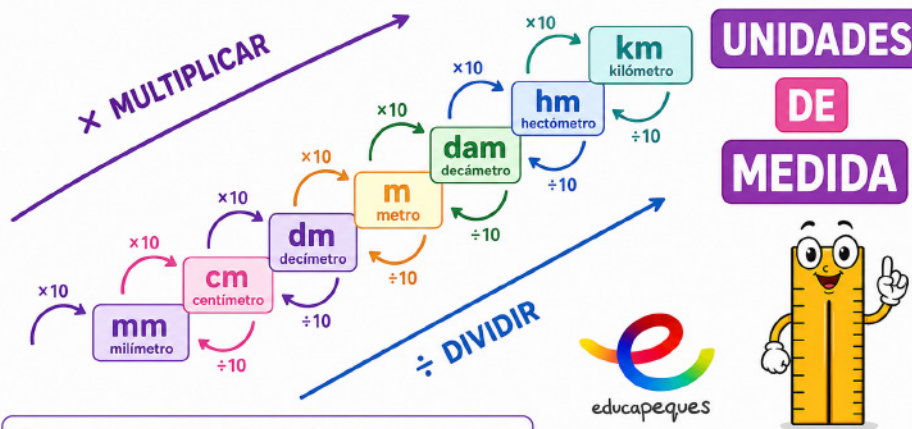 × MULTIPLICAR
UNIDADES
DE
MEDIDA
×10
km
kilómetro
×10
hm
hectómetro
÷10
×10
dam
decámetro
÷10
×10
m
metro
÷10
×10
dm
decímetro
÷10
×10
cm
centímetro
÷10
×10
mm
milímetro
÷10
×10
÷ DIVIDIR
educapeques